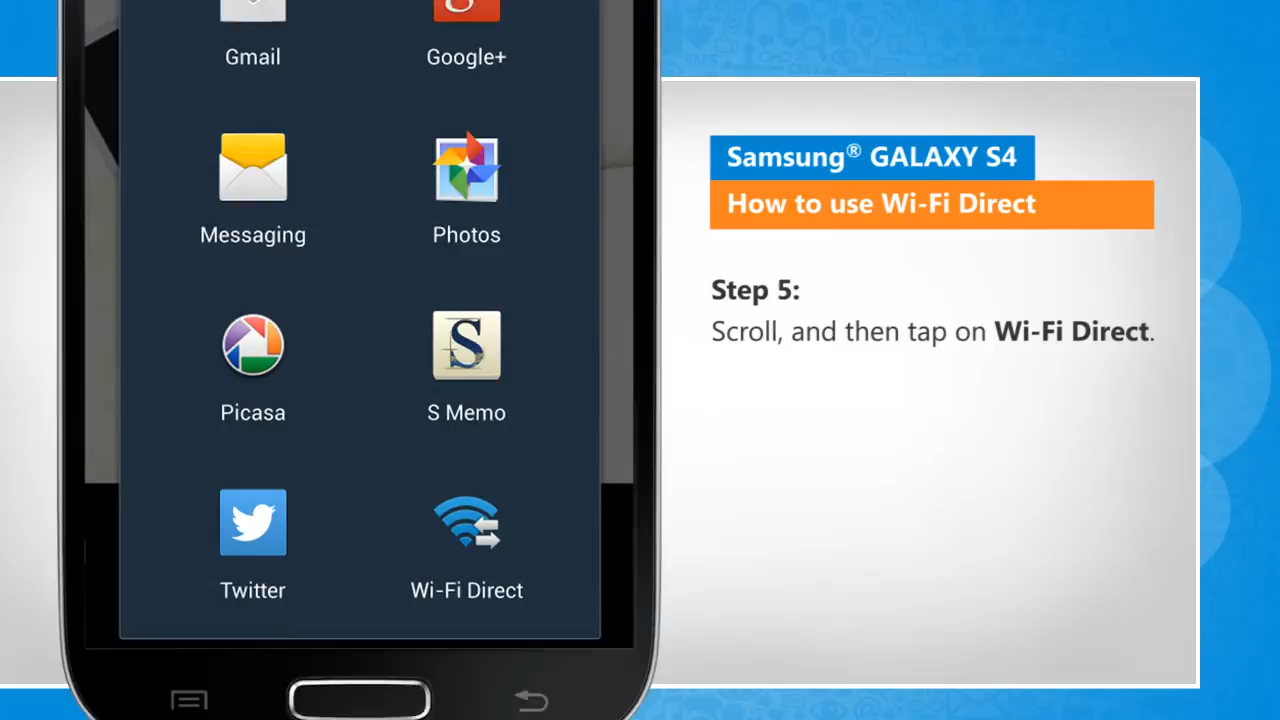 Gmail
Google+
Messaging
Photos
Picasa
S Memo
Twitter
Wi-Fi Direct
Samsung® GALAXY S4
How to use Wi-Fi Direct
Step 5:
Scroll, and then tap on Wi-Fi Direct.